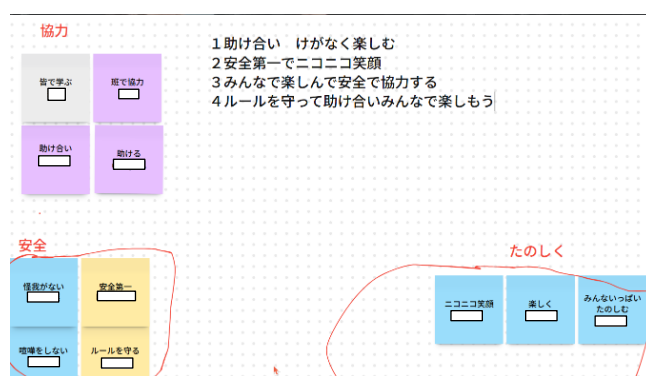 協力
1助け合い　けがなく楽しむ
2安全第一でニコニコ笑顔
3みんなで楽しんで安全で協力する
4ルールを守って助け合いみんなで楽しもう
皆で学ぶ
班で協力
助け合い
助ける
安全
怪我がない
安全第一
喧嘩をしない
ルールを守る
たのしく
ニコニコ笑顔
楽しく
みんないっぱい
たのしむ